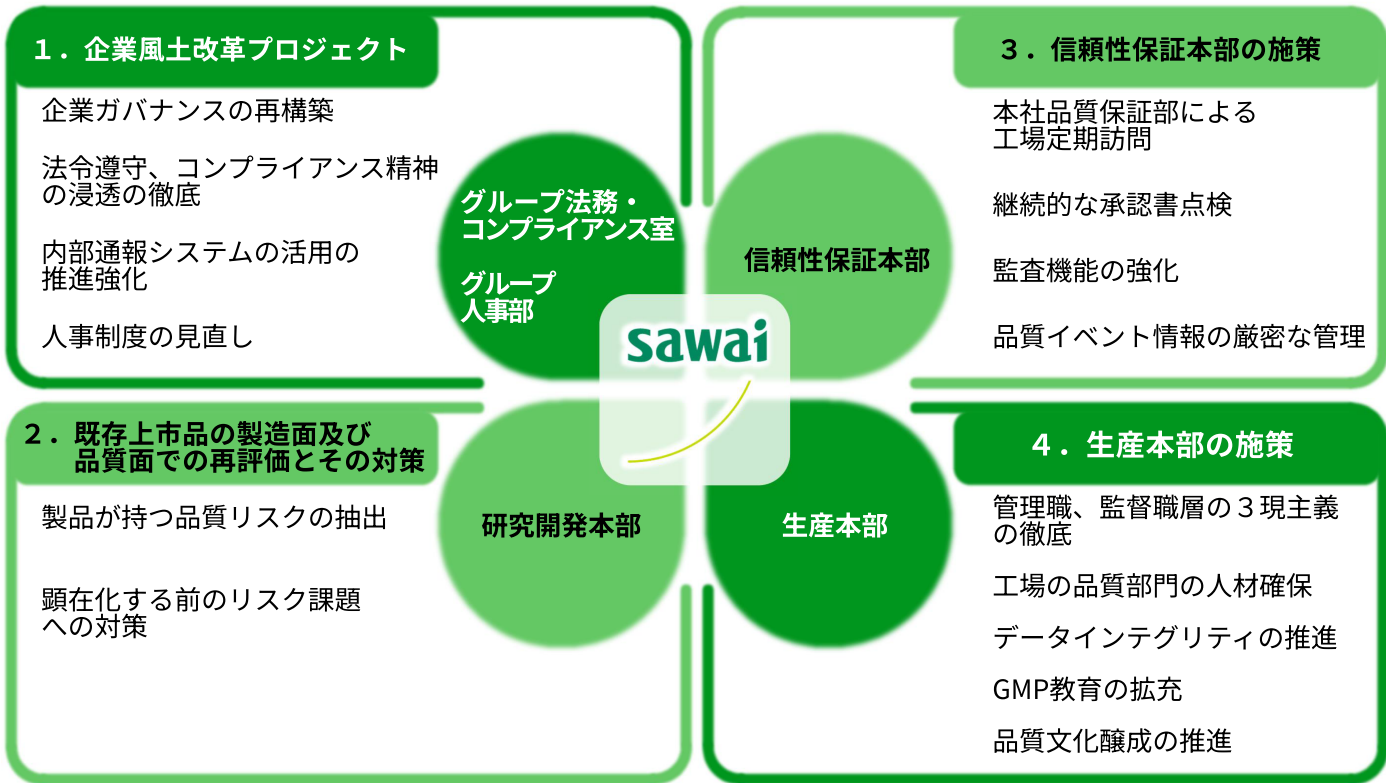 １．企業風土改革プロジェクト
企業ガバナンスの再構築
法令遵守、コンプライアンス精神
の浸透の徹底
内部通報システムの活用の
推進強化
人事制度の見直し
グループ法務・
コンプライアンス室
グループ
人事部
３．信頼性保証本部の施策
本社品質保証部による
工場定期訪問
継続的な承認書点検
監査機能の強化
品質イベント情報の厳密な管理
信頼性保証本部
sawai
２．既存上市品の製造面及び
品質面での再評価とその対策
製品が持つ品質リスクの抽出
顕在化する前のリスク課題
への対策
研究開発本部
４．生産本部の施策
管理職、監督職層の３現主義
の徹底
工場の品質部門の人材確保
データインテグリティの推進
GMP教育の拡充
品質文化醸成の推進
生産本部